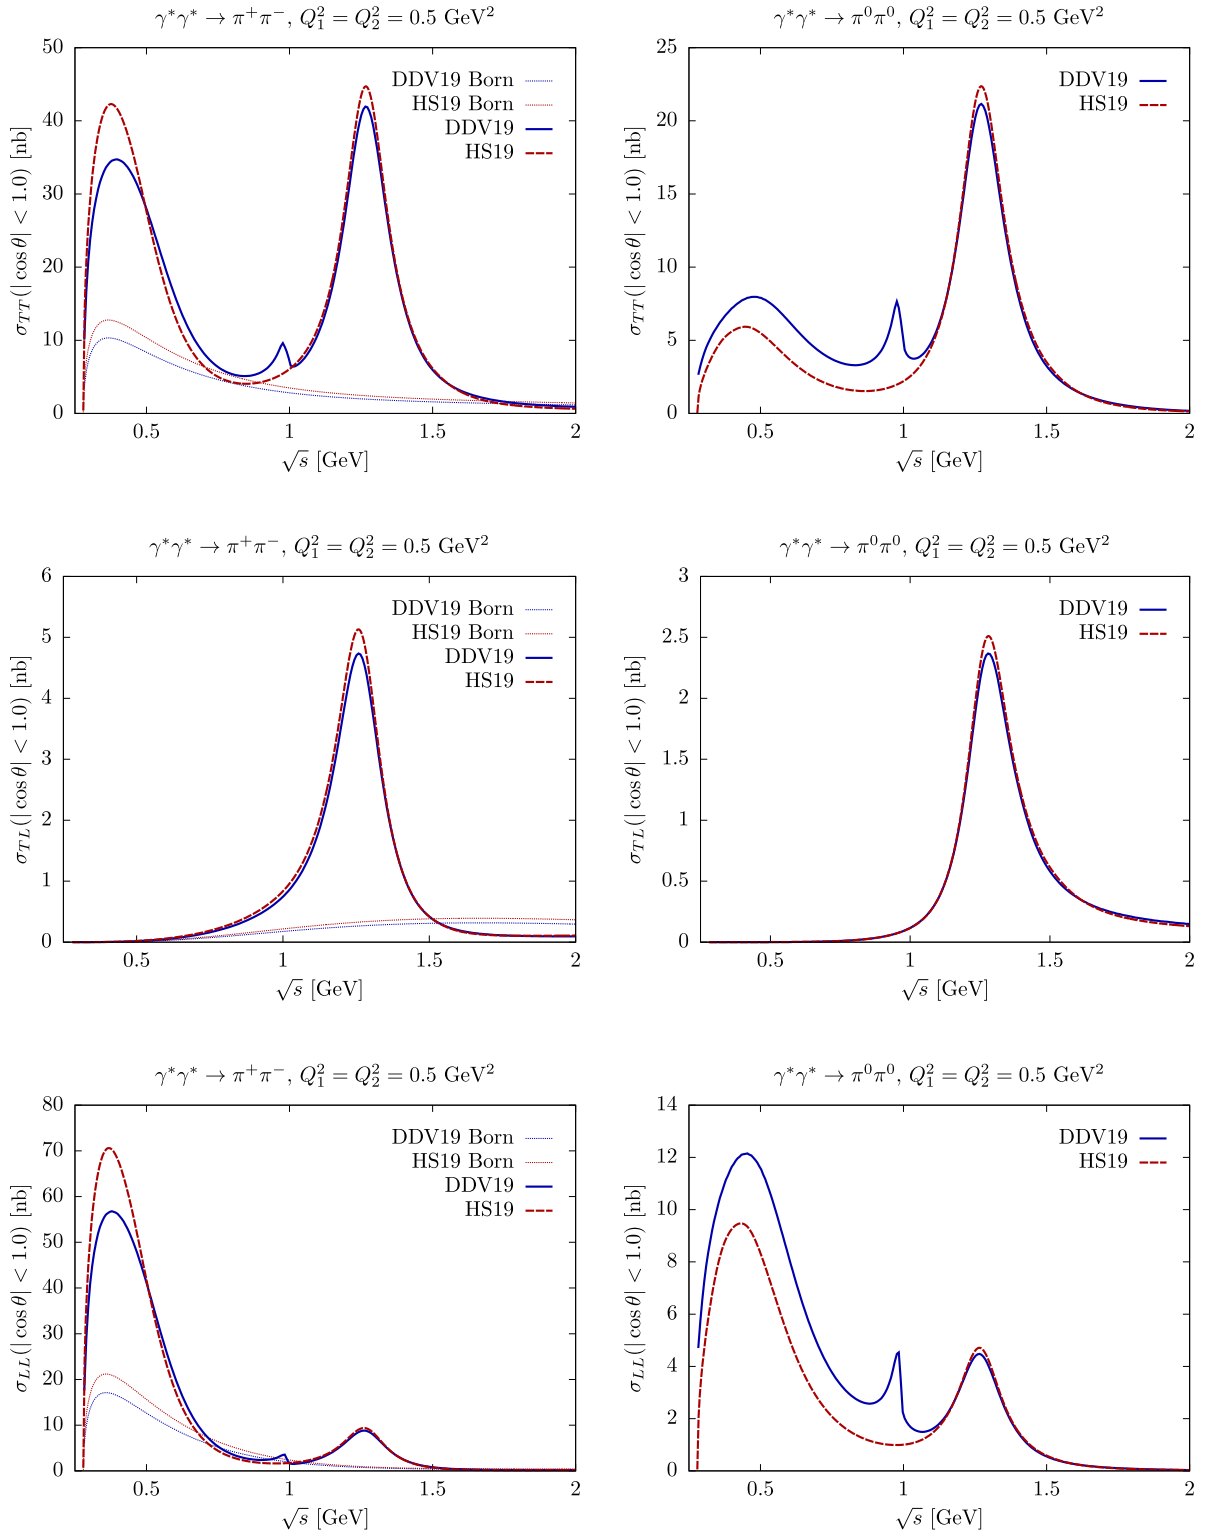 γ*γ* → π⁺π⁻, Q₁² = Q₂² = 0.5 GeV²
σ_TT(| cos θ| < 1.0) [nb]
50
40
30
20
10
0
DDV19 Born
HS19 Born
DDV19
HS19
0.5
1
1.5
2
√s [GeV]
γ*γ* → π⁰π⁰, Q₁² = Q₂² = 0.5 GeV²
σ_TT(| cos θ| < 1.0) [nb]
25
20
15
10
5
0
DDV19
HS19
0.5
1
1.5
2
√s [GeV]
γ*γ* → π⁺π⁻, Q₁² = Q₂² = 0.5 GeV²
σ_TL(| cos θ| < 1.0) [nb]
6
5
4
3
2
1
0
DDV19 Born
HS19 Born
DDV19
HS19
0.5
1
1.5
2
√s [GeV]
γ*γ* → π⁰π⁰, Q₁² = Q₂² = 0.5 GeV²
σ_TL(| cos θ| < 1.0) [nb]
3
2.5
2
1.5
1
0.5
0
DDV19
HS19
0.5
1
1.5
2
√s [GeV]
γ*γ* → π⁺π⁻, Q₁² = Q₂² = 0.5 GeV²
σ_LL(| cos θ| < 1.0) [nb]
80
70
60
50
40
30
20
10
0
DDV19 Born
HS19 Born
DDV19
HS19
0.5
1
1.5
2
√s [GeV]
γ*γ* → π⁰π⁰, Q₁² = Q₂² = 0.5 GeV²
σ_LL(| cos θ| < 1.0) [nb]
14
12
10
8
6
4
2
0
DDV19
HS19
0.5
1
1.5
2
√s [GeV]